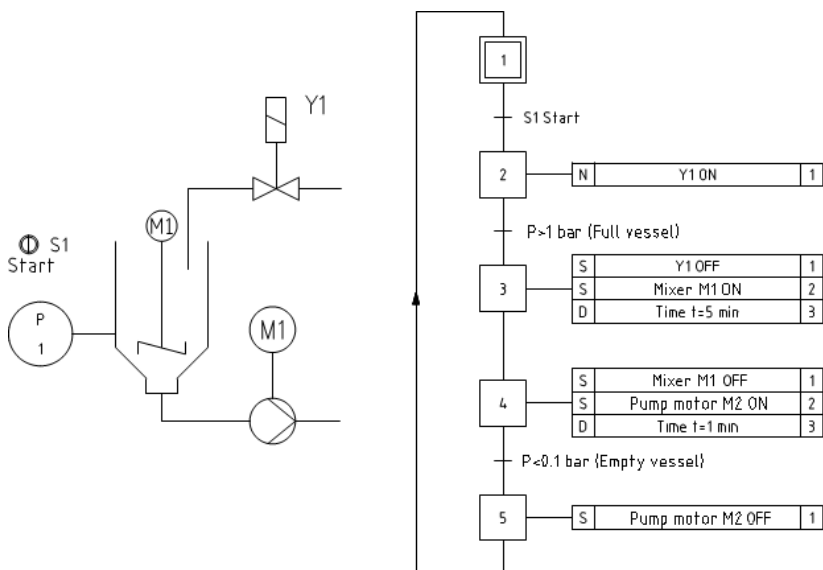 Y1
M1
S1
Start
P
1
M1
1
S1 Start
2
N Y1 ON 1
P>1 bar (Full vessel)
3
S Y1 OFF 1
S Mixer M1 ON 2
D Time t=5 min 3
4
S Mixer M1 OFF 1
S Pump motor M2 ON 2
D Time t=1 min 3
P<0.1 bar (Empty vessel)
5
S Pump motor M2 OFF 1